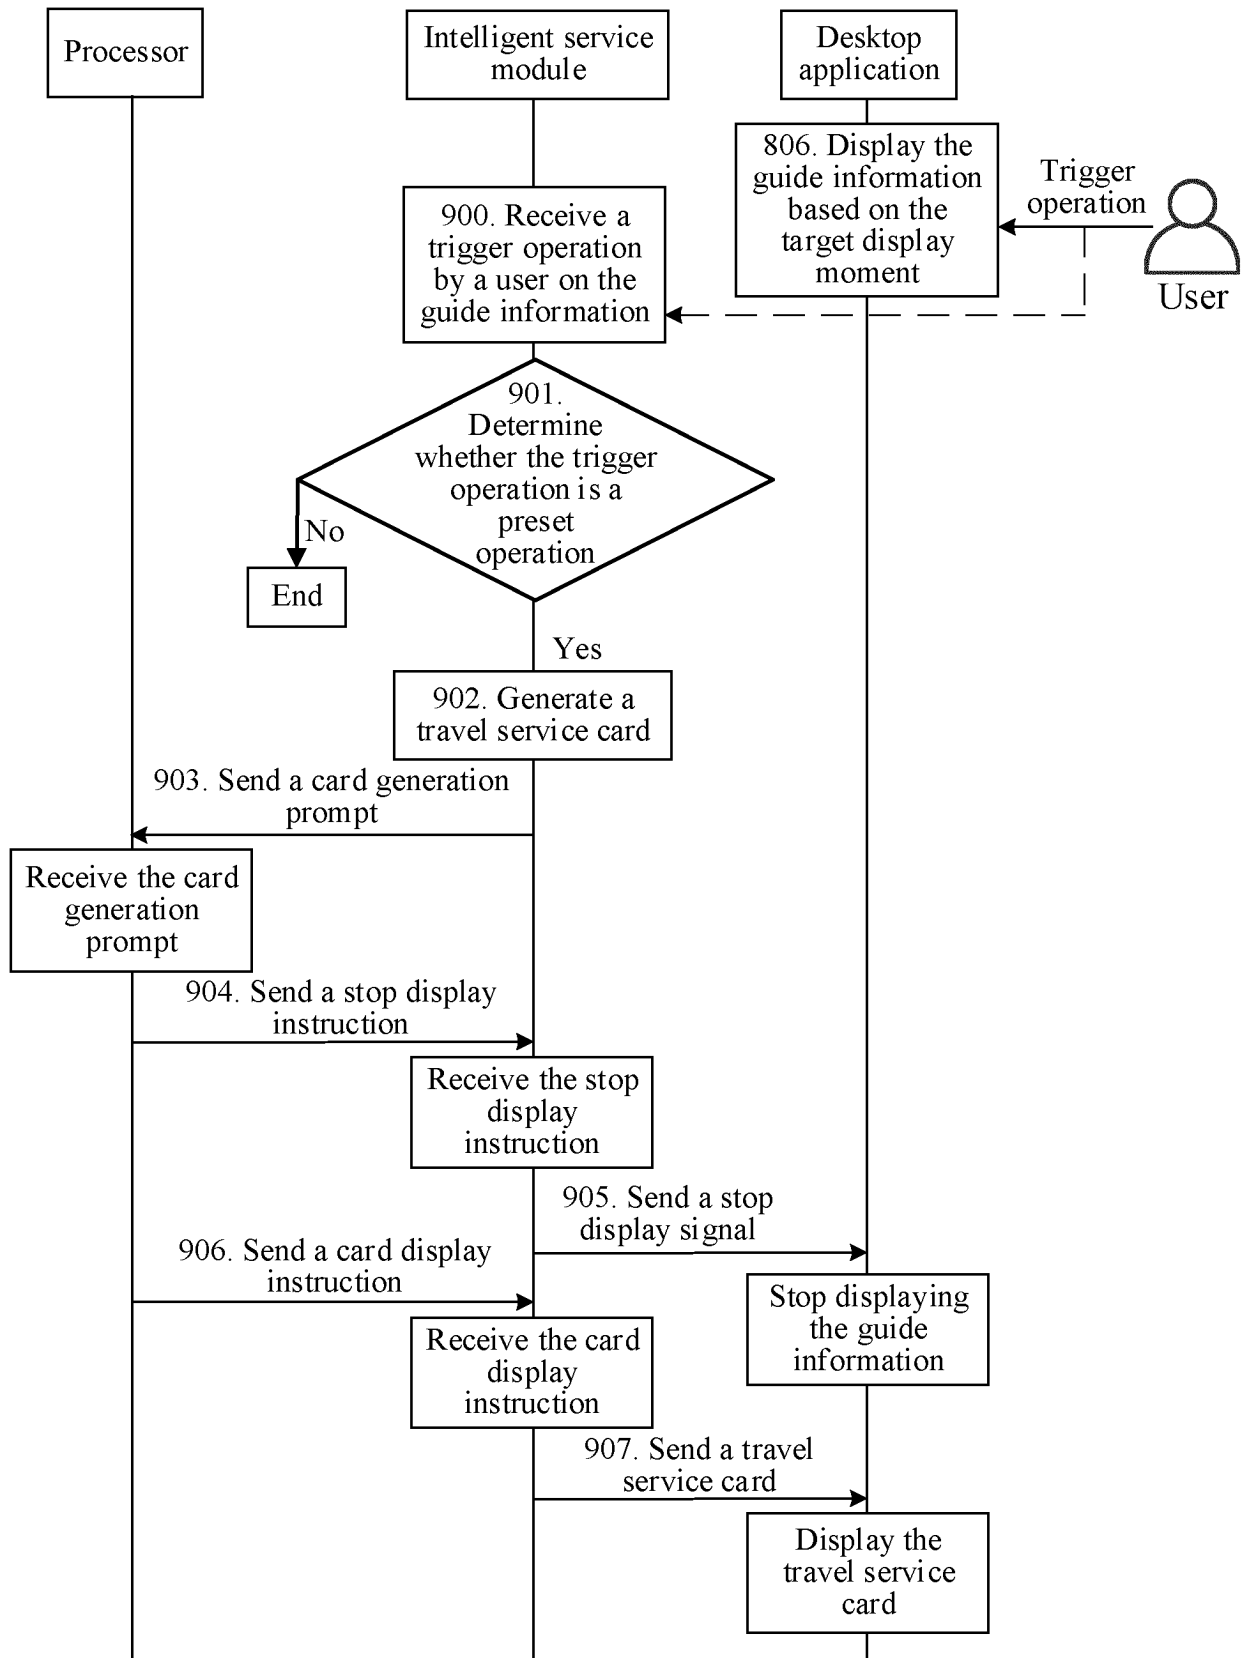 Processor
Intelligent service
module
Desktop
application
806. Display the
guide information
based on the
target display
moment
Trigger
operation
User
900. Receive a
trigger operation
by a user on the
guide information
901.
Determine
whether the trigger
operation is a
preset
operation
No
End
Yes
902. Generate a
travel service card
903. Send a card generation
prompt
Receive the card
generation
prompt
904. Send a stop display
instruction
Receive the stop
display
instruction
905. Send a stop
display signal
906. Send a card display
instruction
Stop displaying
the guide
information
Receive the card
display
instruction
907. Send a travel
service card
Display the
travel service
card